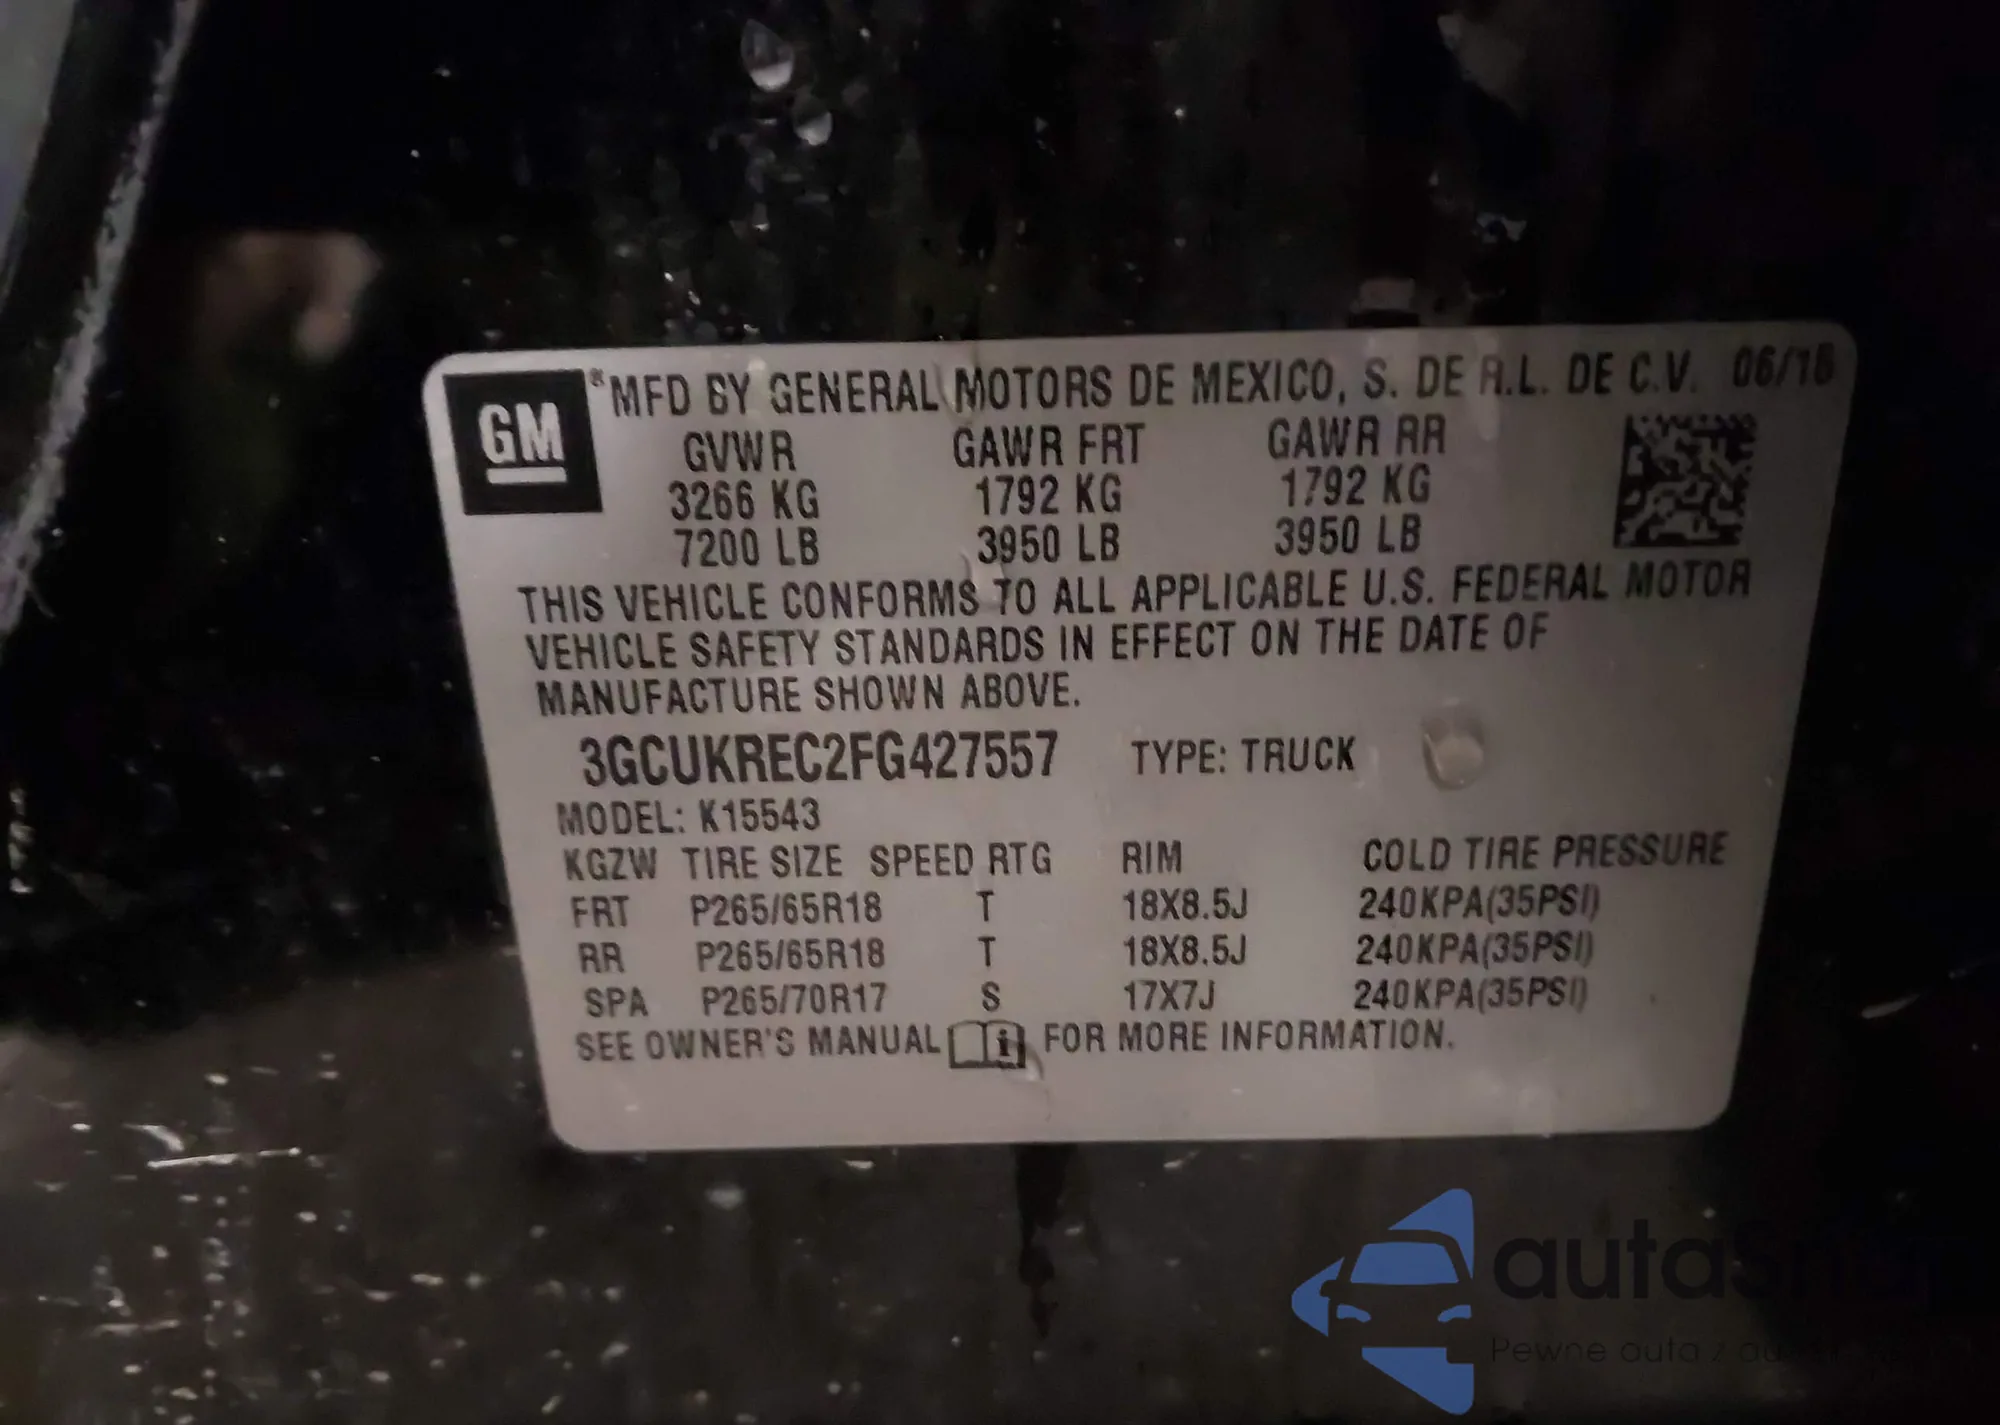 GM
®MFD BY GENERAL MOTORS DE MEXICO, S. DE R.L. DE C.V. 06/15
GVWR GAWR FRT GAWR RR
3266 KG 1792 KG 1792 KG
7200 LB 3950 LB 3950 LB
THIS VEHICLE CONFORMS TO ALL APPLICABLE U.S. FEDERAL MOTOR
VEHICLE SAFETY STANDARDS IN EFFECT ON THE DATE OF
MANUFACTURE SHOWN ABOVE.
3GCUKREC2FG427557 TYPE: TRUCK
MODEL: K15543
KGZW TIRE SIZE SPEED RTG RIM COLD TIRE PRESSURE
FRT P265/65R18 T 18X8.5J 240KPA(35PSI)
RR P265/65R18 T 18X8.5J 240KPA(35PSI)
SPA P265/70R17 S 17X7J 240KPA(35PSI)
SEE OWNER'S MANUAL i FOR MORE INFORMATION.
Pewne auta z